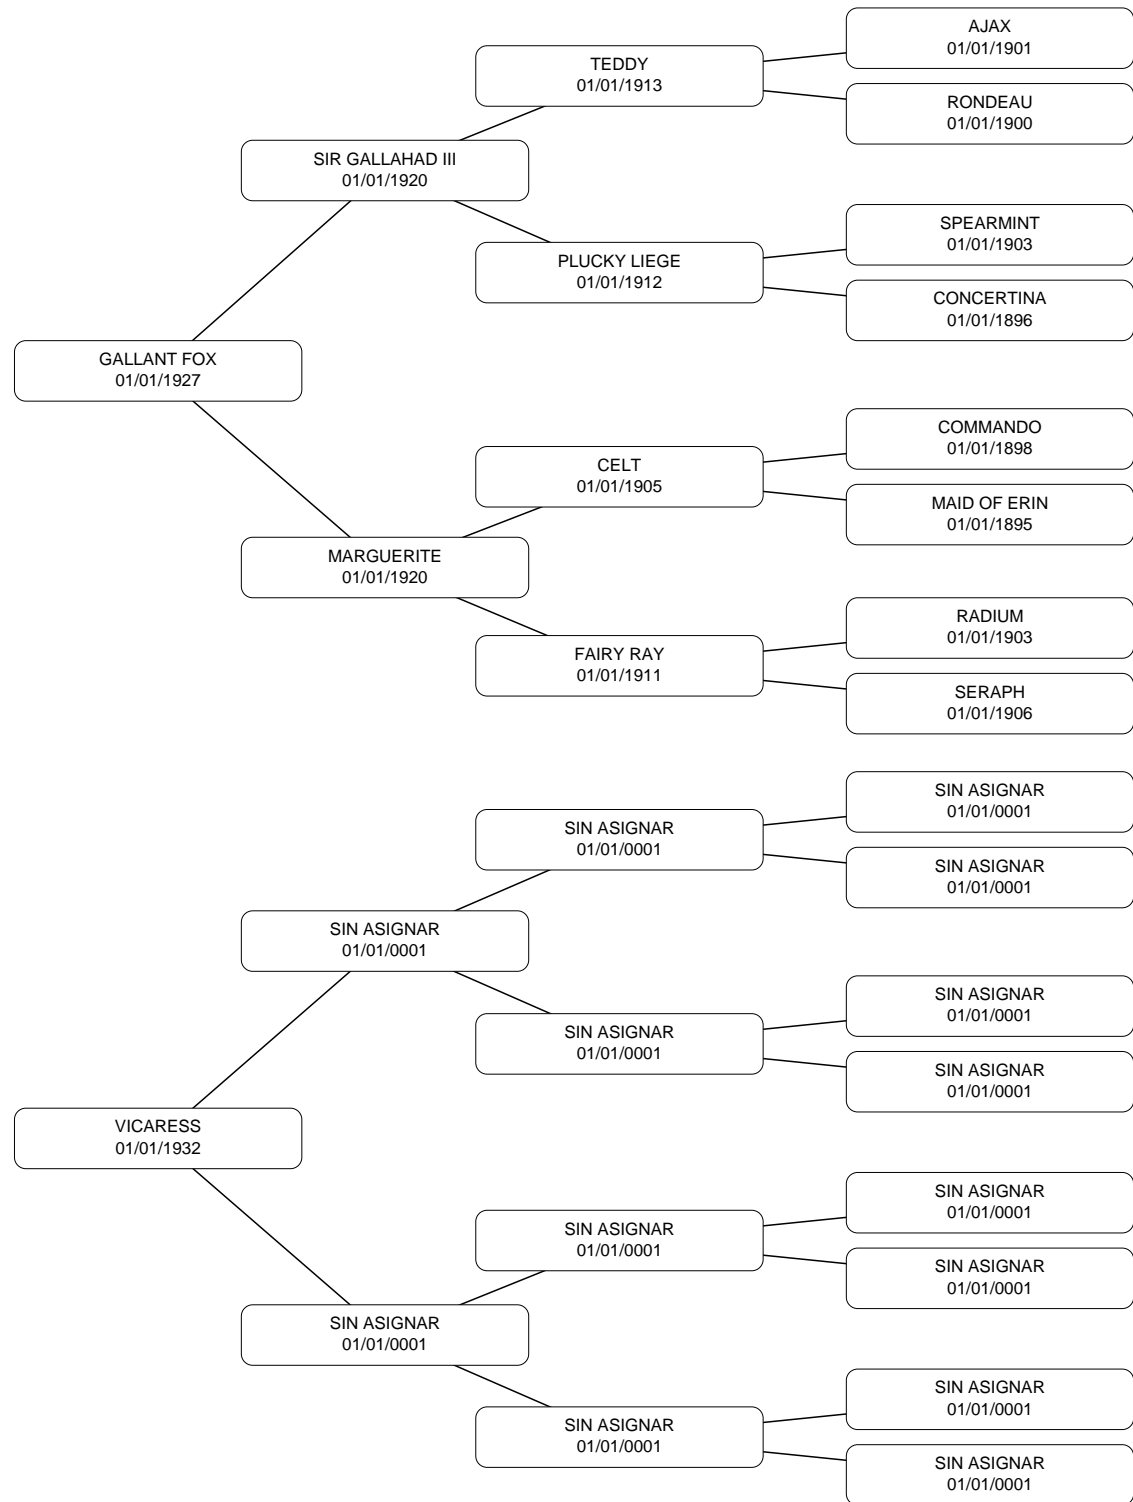 AJAX
01/01/1901
TEDDY
01/01/1913
RONDEAU
01/01/1900
SIR GALLAHAD III
01/01/1920
SPEARMINT
01/01/1903
PLUCKY LIEGE
01/01/1912
CONCERTINA
01/01/1896
GALLANT FOX
01/01/1927
COMMANDO
01/01/1898
CELT
01/01/1905
MAID OF ERIN
01/01/1895
MARGUERITE
01/01/1920
RADIUM
01/01/1903
FAIRY RAY
01/01/1911
SERAPH
01/01/1906
SIN ASIGNAR
01/01/0001
SIN ASIGNAR
01/01/0001
SIN ASIGNAR
01/01/0001
SIN ASIGNAR
01/01/0001
SIN ASIGNAR
01/01/0001
SIN ASIGNAR
01/01/0001
SIN ASIGNAR
01/01/0001
VICARESS
01/01/1932
SIN ASIGNAR
01/01/0001
SIN ASIGNAR
01/01/0001
SIN ASIGNAR
01/01/0001
SIN ASIGNAR
01/01/0001
SIN ASIGNAR
01/01/0001
SIN ASIGNAR
01/01/0001
SIN ASIGNAR
01/01/0001